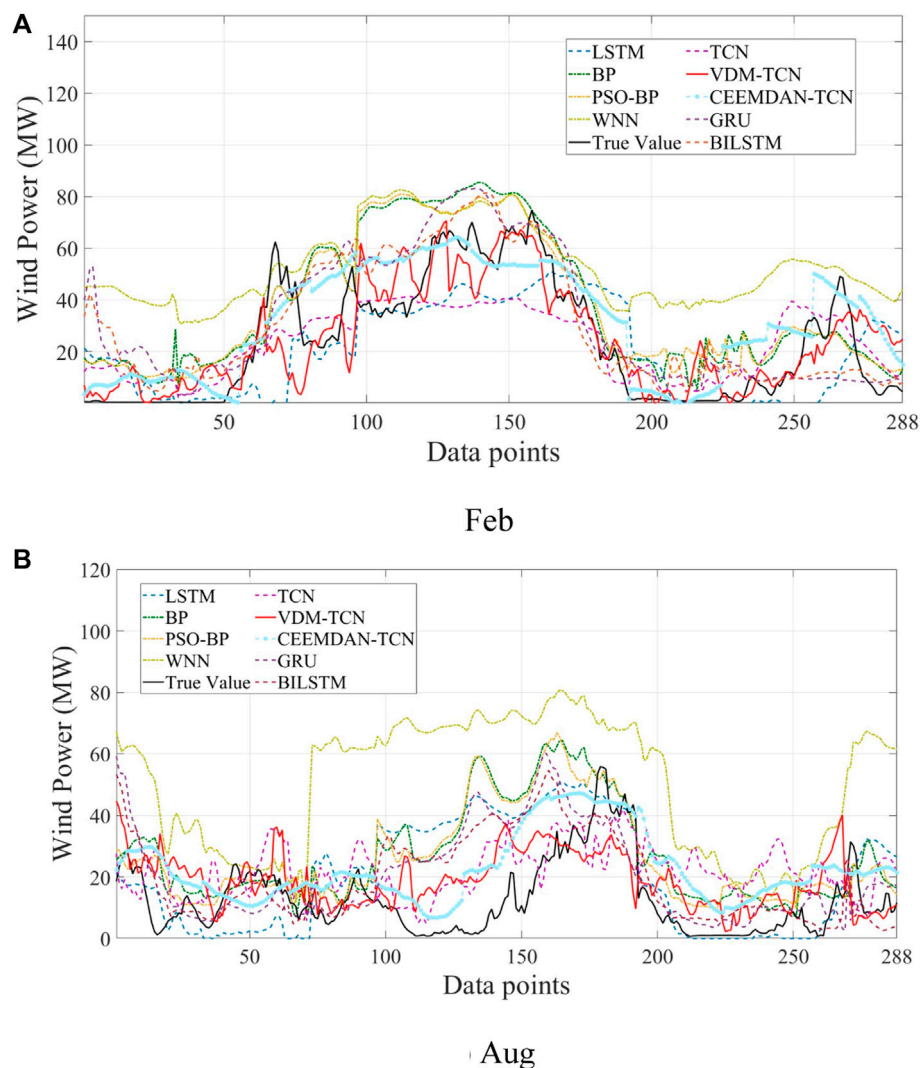 A
Wind Power (MW)
140
120
100
80
60
40
20
LSTM TCN
BP VDM-TCN
PSO-BP CEEMDAN-TCN
WNN GRU
True Value BILSTM
50 100 150 200 250 288
Data points
Feb
B
Wind Power (MW)
120
100
80
60
40
20
0
LSTM TCN
BP VDM-TCN
PSO-BP CEEMDAN-TCN
WNN GRU
True Value BILSTM
50 100 150 200 250 288
Data points
Aug